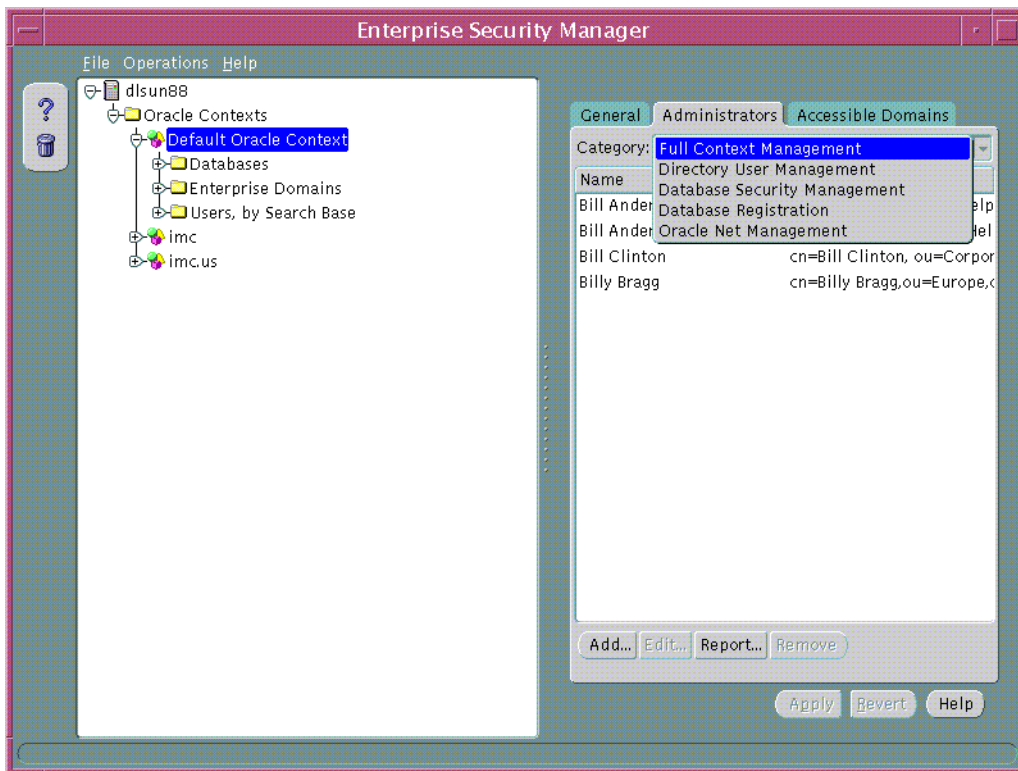 Enterprise Security Manager
File Operations Help
?
dlsun88
Oracle Contexts
Default Oracle Context
Databases
Enterprise Domains
Users, by Search Base
imc
imc.us
General Administrators Accessible Domains
Category: Full Context Management
Directory User Management
Database Security Management
Database Registration
Oracle Net Management
Name
Bill Ander
Bill Ander
Bill Clinton cn=Bill Clinton, ou=Corpor
Billy Bragg cn=Billy Bragg,ou=Europe,c
Add... Edit... Report... Remove
Apply Revert Help